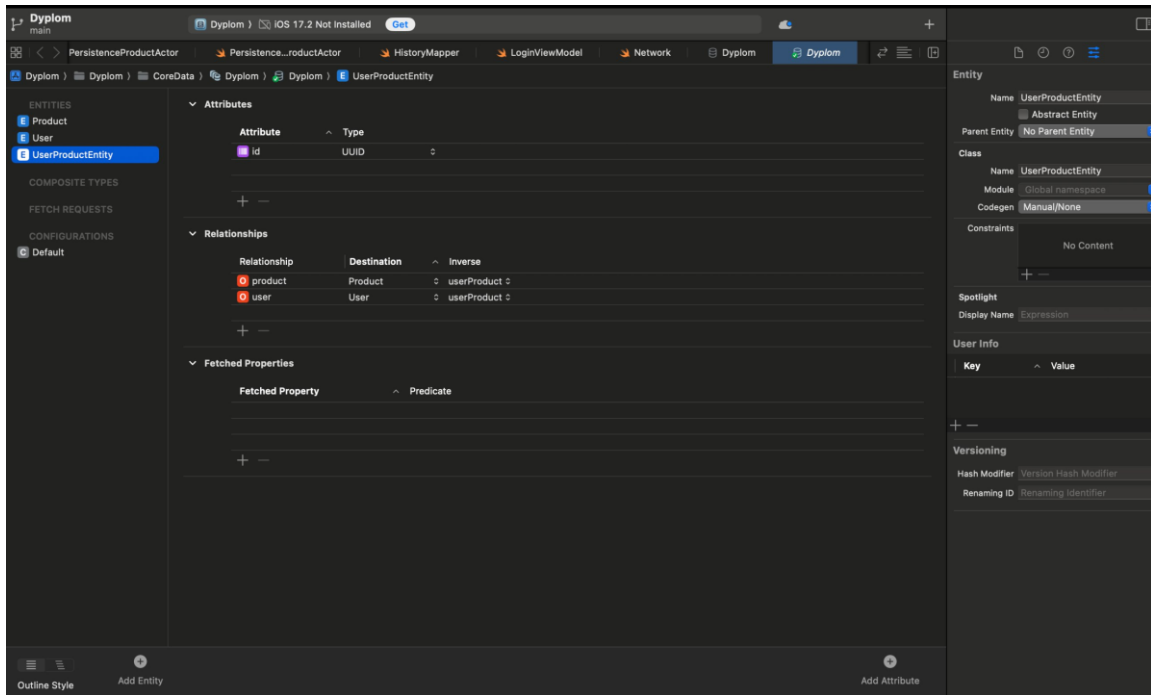 Dyplom
main
Dyplom 〉 iOS 17.2 Not Installed Get
PersistenceProductActor Persistence...roductActor HistoryMapper LoginViewModel Network Dyplom Dyplom
Dyplom 〉 Dyplom 〉 CoreData 〉 Dyplom 〉 Dyplom 〉 E UserProductEntity
ENTITIES
E Product
E User
E UserProductEntity
COMPOSITE TYPES
FETCH REQUESTS
CONFIGURATIONS
C Default
Attributes
Attribute Type
id UUID
Relationships
Relationship Destination Inverse
O product Product userProduct
O user User userProduct
Fetched Properties
Fetched Property Predicate
Outline Style
Add Entity
Add Attribute
Entity
Name UserProductEntity
Abstract Entity
Parent Entity No Parent Entity
Class
Name UserProductEntity
Module Global namespace
Codegen Manual/None
Constraints
No Content
Spotlight
Display Name Expression
User Info
Key Value
Versioning
Hash Modifier Version Hash Modifier
Renaming ID Renaming Identifier